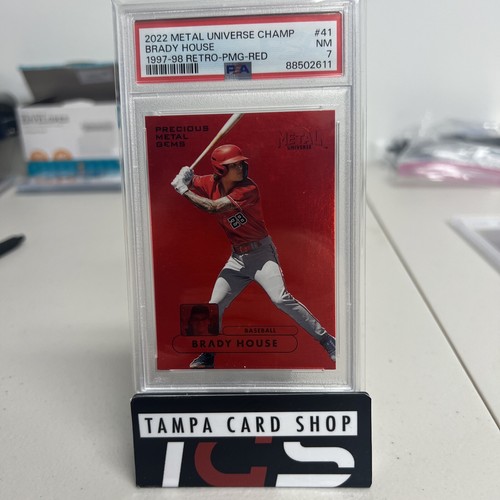 2022 METAL UNIVERSE CHAMP #41
BRADY HOUSE NM
1997-98 RETRO-PMG-RED 7
PSA 88502611
PRECIOUS
METAL
GEMS
METAL
UNIVERSE
28
BASEBALL
BRADY HOUSE
TAMPA CARD SHOP
TCS